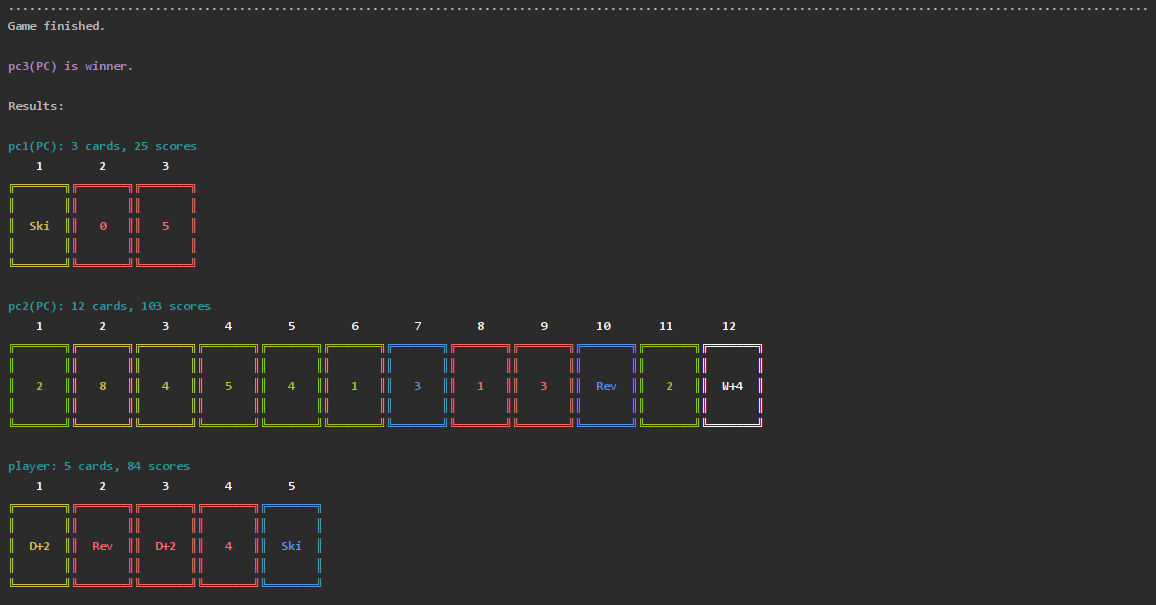 Game finished.
pc3(PC) is winner.
Results:
pc1(PC): 3 cards, 25 scores
1 2 3
Ski 0 5
pc2(PC): 12 cards, 103 scores
1 2 3 4 5 6 7 8 9 10 11 12
2 8 4 5 4 1 3 1 3 Rev 2 W+4
player: 5 cards, 84 scores
1 2 3 4 5
D+2 Rev D+2 4 Ski